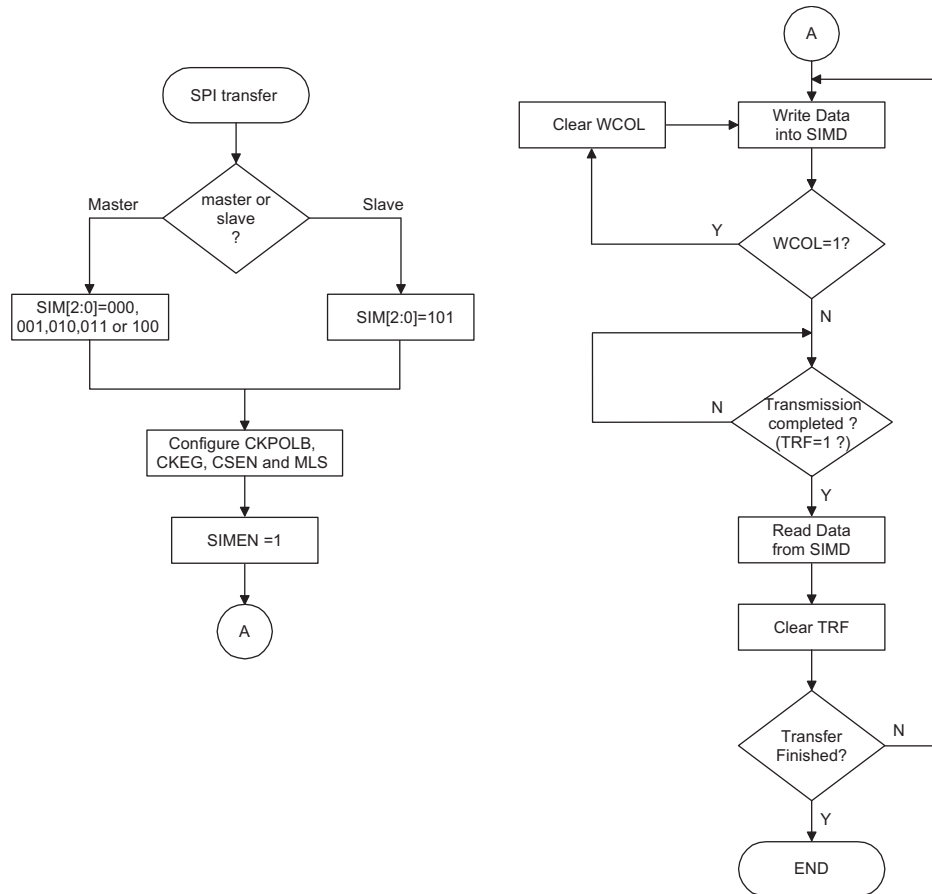 SPI transfer
master or
slave
?
Master
Slave
SIM[2:0]=000,
001,010,011 or 100
SIM[2:0]=101
Configure CKPOLB,
CKEG, CSEN and MLS
SIMEN =1
A
A
Clear WCOL
Write Data
into SIMD
Y
WCOL=1?
N
N
Transmission
completed ?
(TRF=1 ?)
Y
Read Data
from SIMD
Clear TRF
Transfer
Finished?
N
Y
END